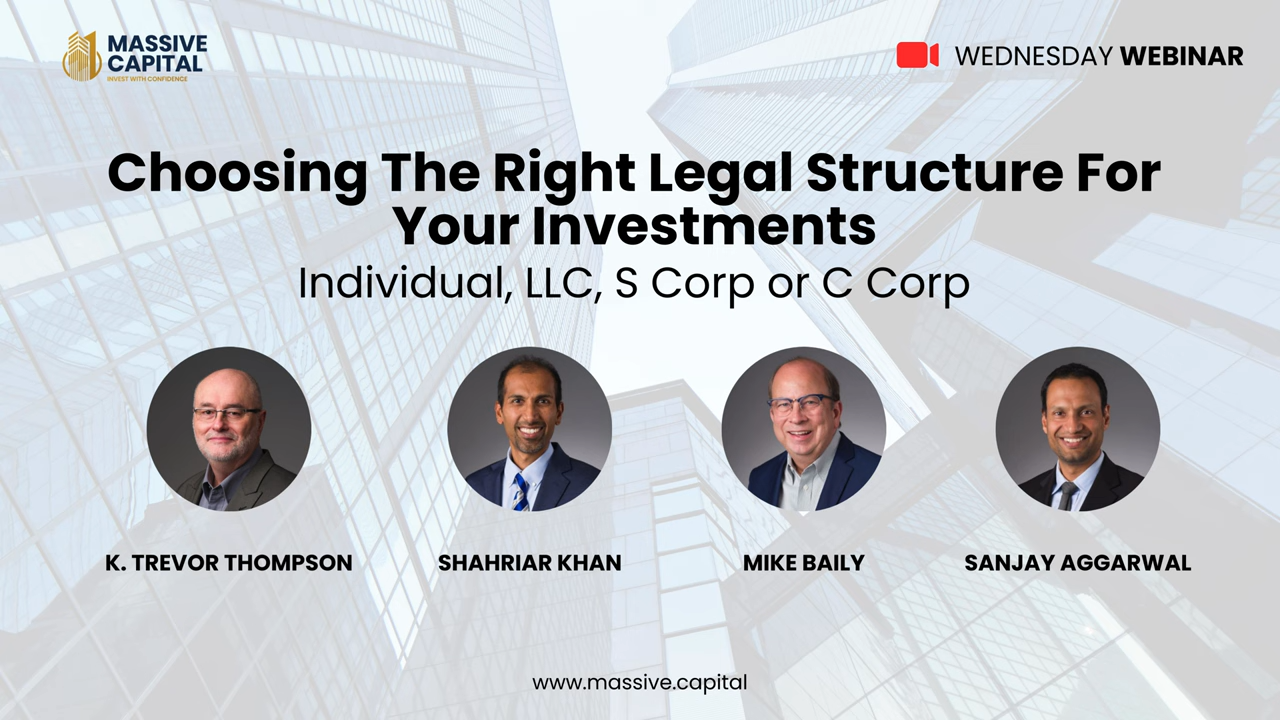 MASSIVE
CAPITAL
INVEST WITH CONFIDENCE
WEDNESDAY WEBINAR
Choosing The Right Legal Structure For
Your Investments
Individual, LLC, S Corp or C Corp
K. TREVOR THOMPSON
SHAHRIAR KHAN
MIKE BAILY
SANJAY AGGARWAL
www.massive.capital